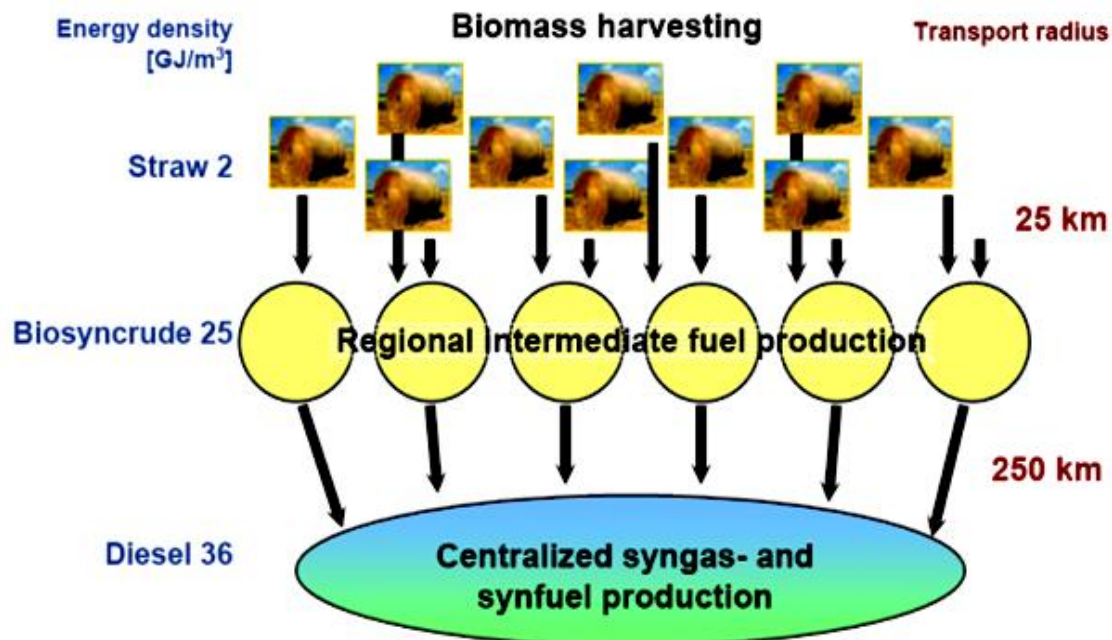 Energy density
[GJ/m³]
Biomass harvesting
Transport radius
Straw 2
25 km
Biosyncrude 25
Regional intermediate fuel production
250 km
Diesel 36
Centralized syngas- and
synfuel production